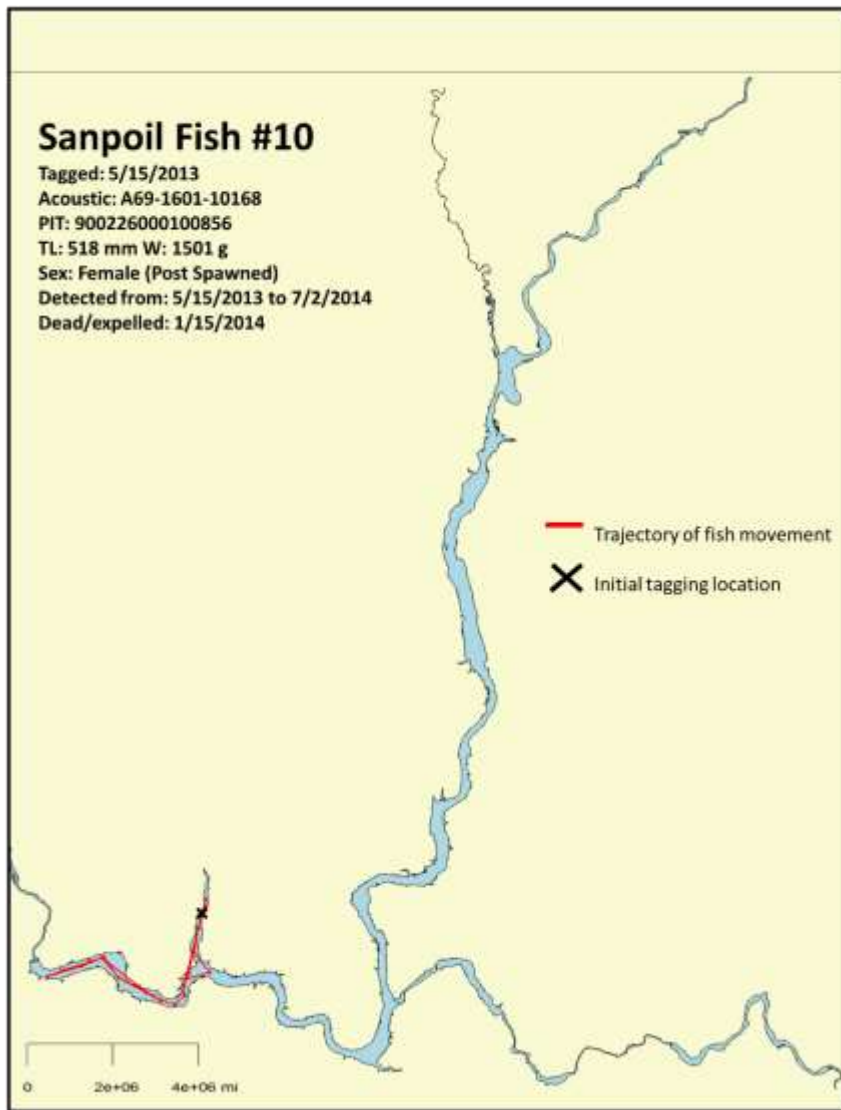 Sanpoil Fish #10
Tagged: 5/15/2013
Acoustic: A69-1601-10168
PIT: 900226000100856
TL: 518 mm W: 1501 g
Sex: Female (Post Spawned)
Detected from: 5/15/2013 to 7/2/2014
Dead/expelled: 1/15/2014
Trajectory of fish movement
Initial tagging location
0 2e+06 4e+06 mi